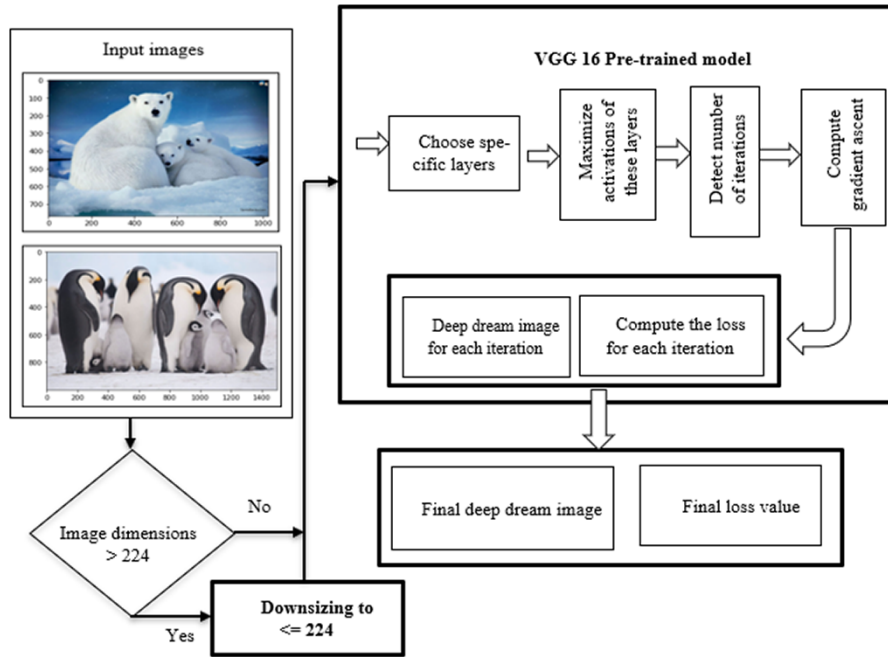 Input images
0
100
200
300
400
500
600
700
0 200 400 600 800 1000
0
200
400
600
800
0 200 400 600 800 1000 1200 1400
Image dimensions
> 224
No
Yes
Downsizing to
<= 224
VGG 16 Pre-trained model
Choose spe-
cific layers
Maximize
activations of
these layers
Detect number
of iterations
Compute
gradient ascent
Deep dream image
for each iteration
Compute the loss
for each iteration
Final deep dream image
Final loss value